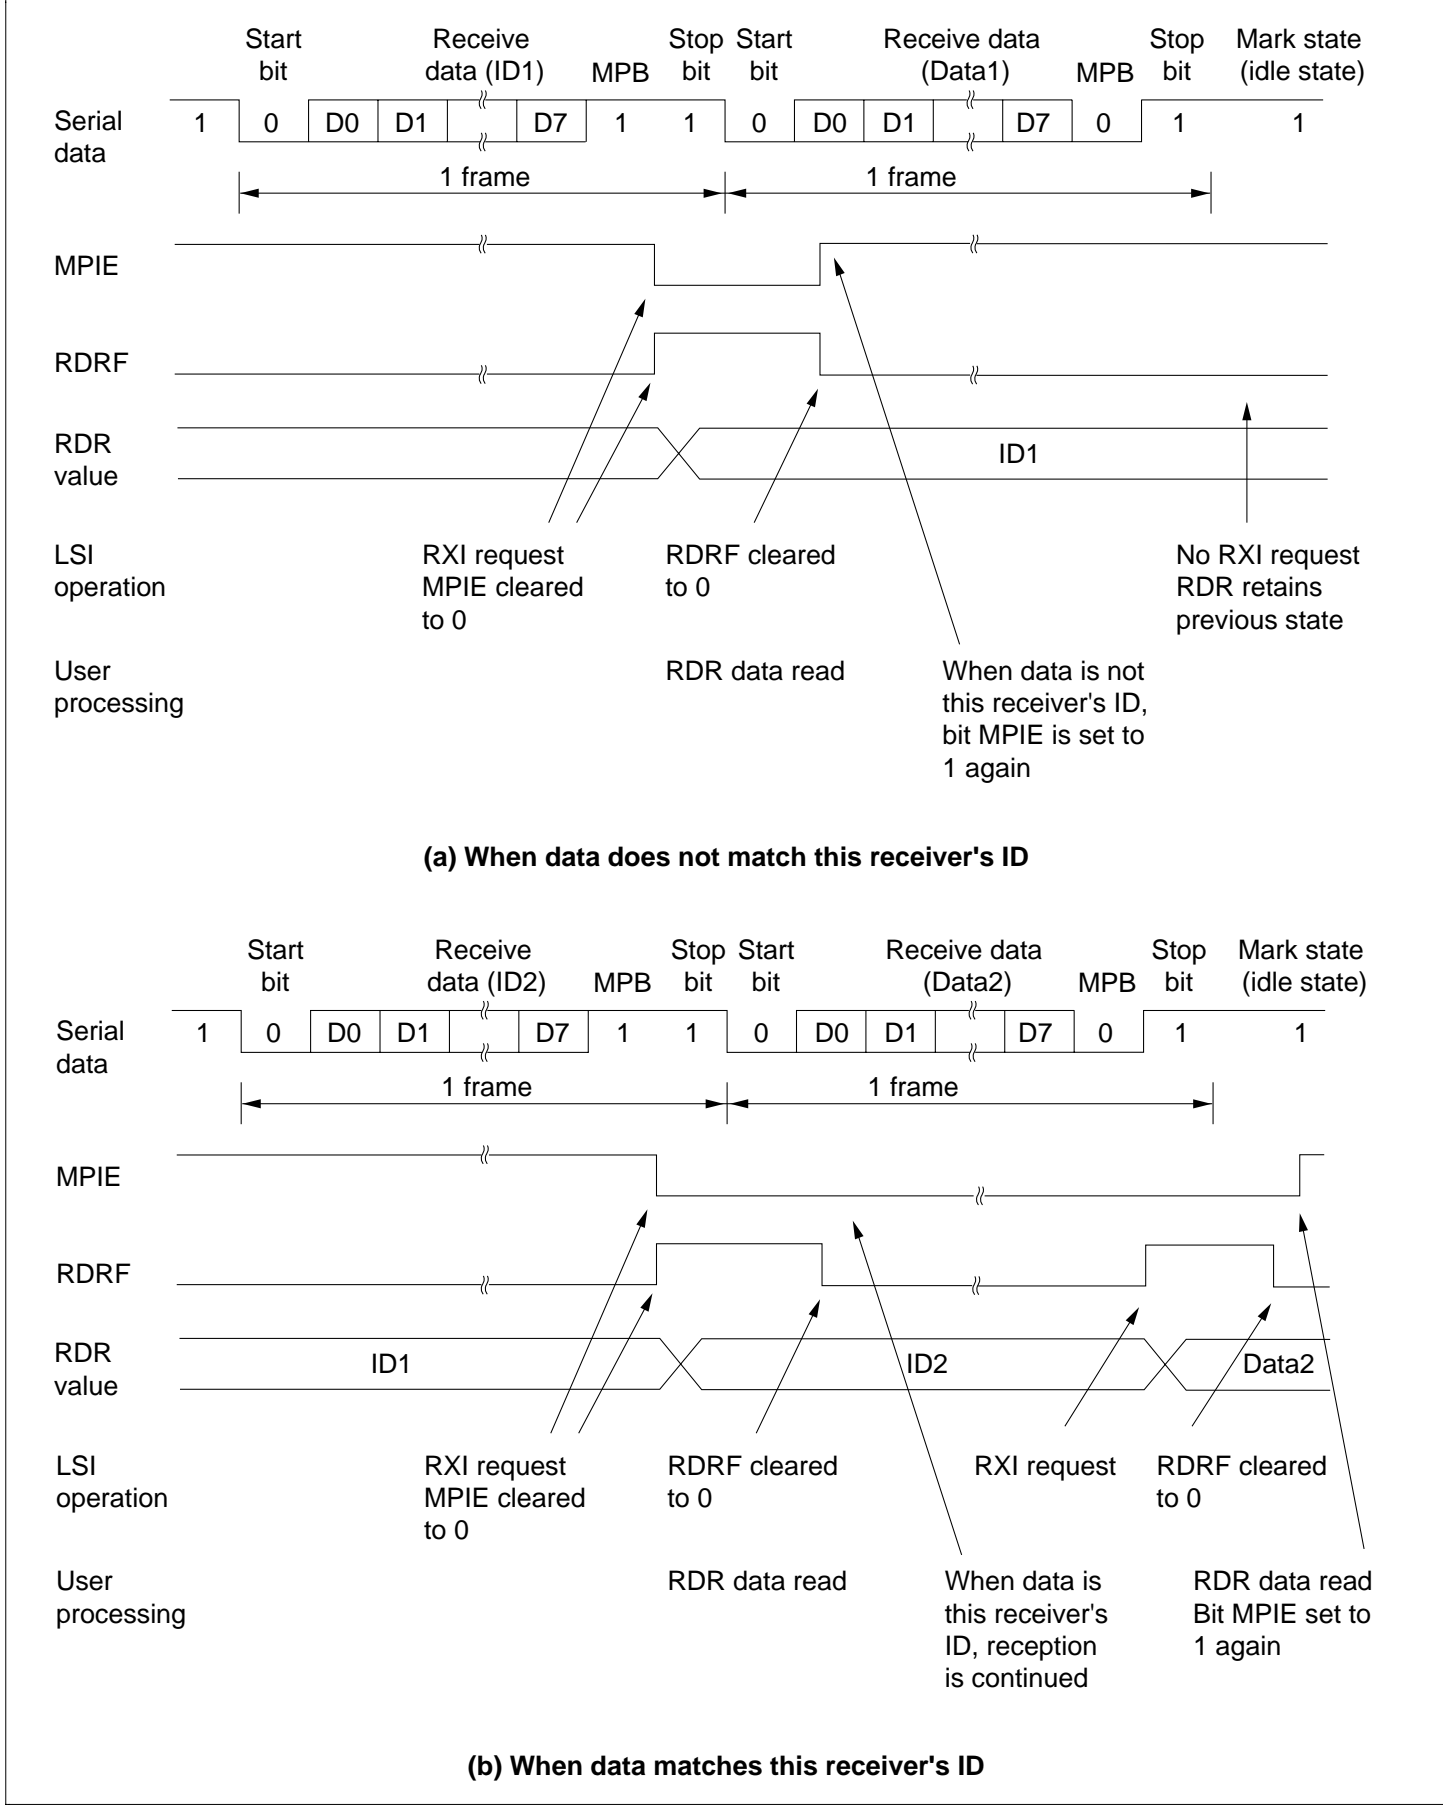 Start Receive Stop Start Receive data Stop Mark state
bit data (ID1) MPB bit bit (Data1) MPB bit (idle state)
Serial
data
1 0 D0 D1 D7 1 1 0 D0 D1 D7 0 1 1
1 frame 1 frame
MPIE
RDRF
RDR
value
ID1
LSI
operation
RXI request
MPIE cleared
to 0
RDRF cleared
to 0
No RXI request
RDR retains
previous state
User
processing
RDR data read
When data is not
this receiver's ID,
bit MPIE is set to
1 again
(a) When data does not match this receiver's ID
Start Receive Stop Start Receive data Stop Mark state
bit data (ID2) MPB bit bit (Data2) MPB bit (idle state)
Serial
data
1 0 D0 D1 D7 1 1 0 D0 D1 D7 0 1 1
1 frame 1 frame
MPIE
RDRF
RDR
value
ID1 ID2 Data2
LSI
operation
RXI request
MPIE cleared
to 0
RDRF cleared
to 0
RXI request
RDRF cleared
to 0
User
processing
RDR data read
When data is
this receiver's
ID, reception
is continued
RDR data read
Bit MPIE set to
1 again
(b) When data matches this receiver's ID